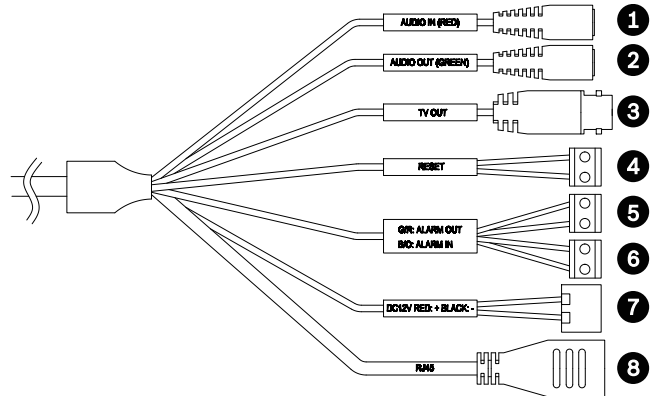 AUDIO IN (RED) 1
AUDIO OUT (GREEN) 2
TV OUT 3
RESET 4
G/R: ALARM OUT 5
B/O: ALARM IN 6
DC12V RED: + BLACK: - 7
RJ45 8